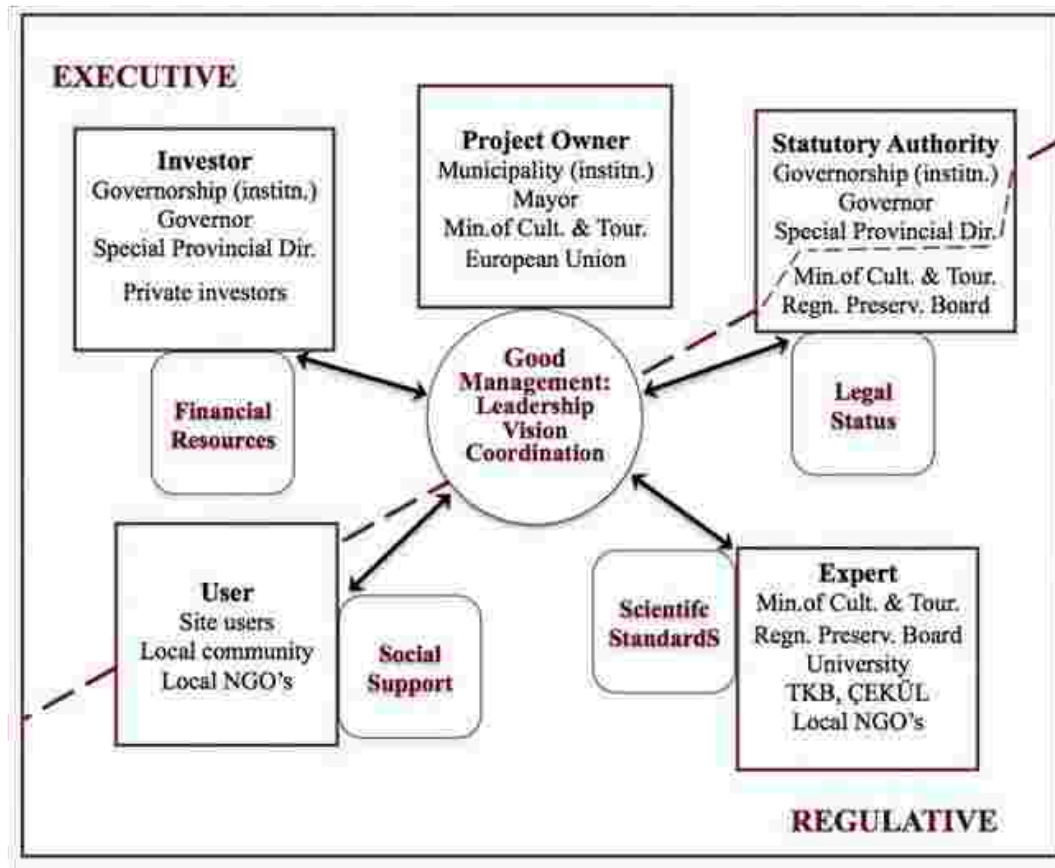 EXECUTIVE
Investor
Governorship (institn.)
Governor
Special Provincial Dir.
Private investors
Project Owner
Municipality (institn.)
Mayor
Min.of Cult. & Tour.
European Union
Statutory Authority
Governorship (institn.)
Governor
Special Provincial Dir.
Min.of Cult. & Tour.
Regn. Preserv. Board
Financial
Resources
Good
Management:
Leadership
Vision
Coordination
Legal
Status
User
Site users
Local community
Local NGO's
Social
Support
Scientifc
StandardS
Expert
Min.of Cult. & Tour.
Regn. Preserv. Board
University
TKB, ÇEKÜL
Local NGO's
REGULATIVE